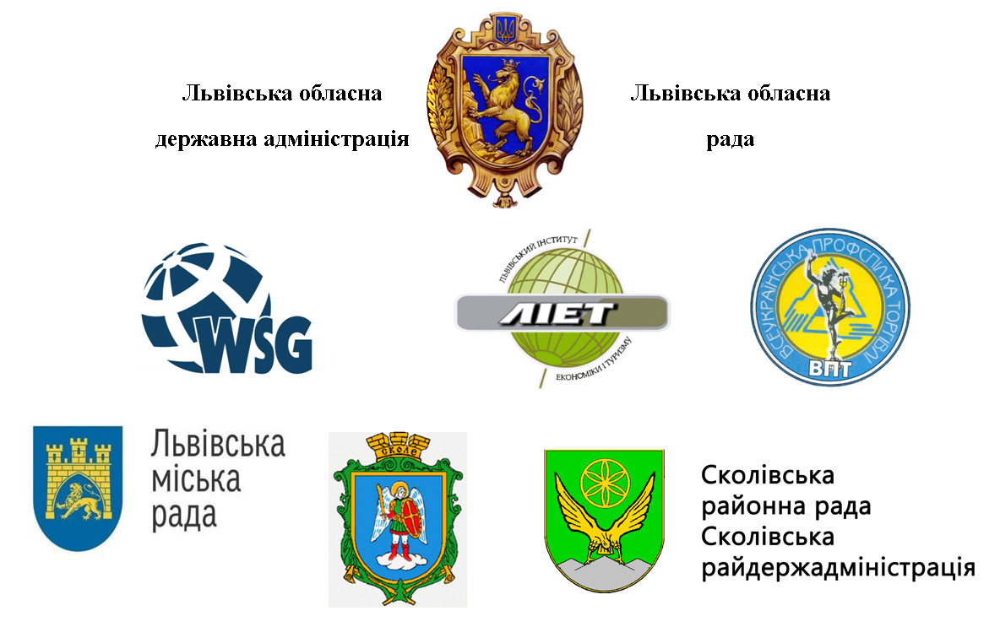 Львівська обласна
державна адміністрація
Львівська обласна
рада
WSG
ЛЬВІВСЬКИЙ ІНСТИТУТ
ЛІЕТ
ЕКОНОМІКИ І ТУРИЗМУ
ВСЕУКРАЇНСЬКА ПРОФСПІЛКА ТОРГІВЛІ
ВПТ
Львівська
міська
рада
СКОЛЕ
Сколівська
районна рада
Сколівська
райдержадміністрація